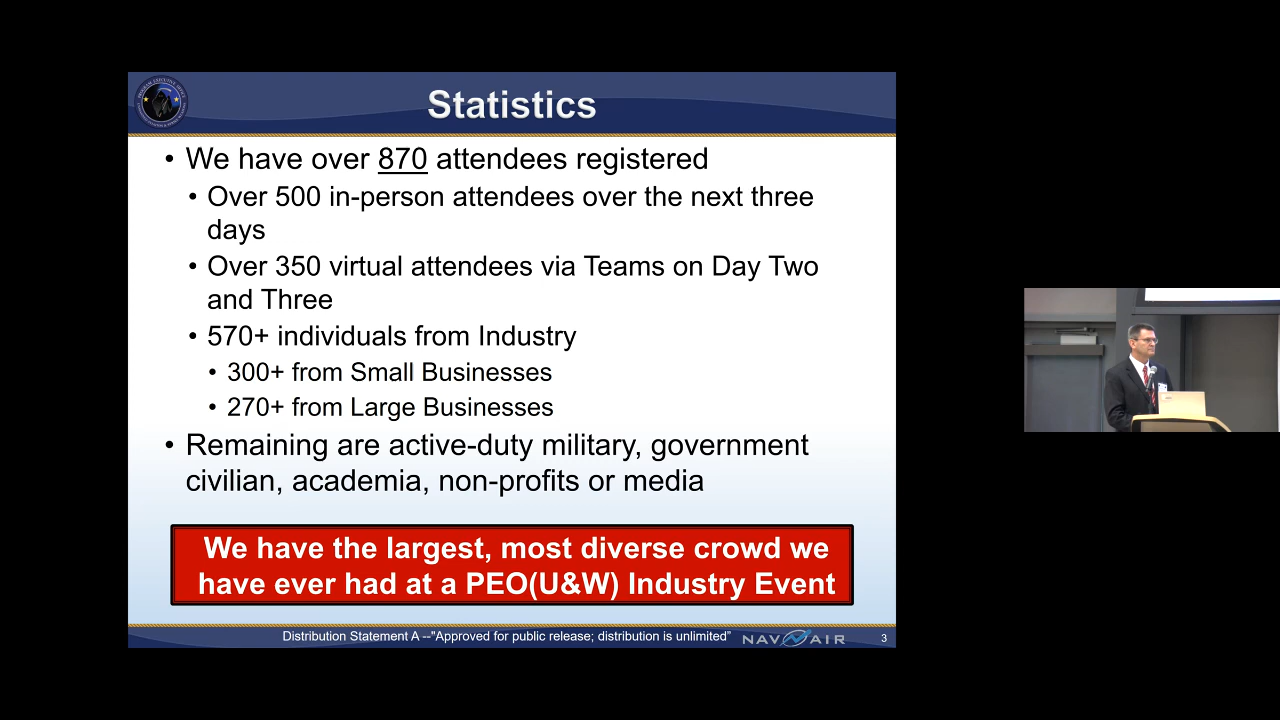 Statistics
• We have over 870 attendees registered
• Over 500 in-person attendees over the next three
days
• Over 350 virtual attendees via Teams on Day Two
and Three
• 570+ individuals from Industry
• 300+ from Small Businesses
• 270+ from Large Businesses
• Remaining are active-duty military, government
civilian, academia, non-profits or media
We have the largest, most diverse crowd we
have ever had at a PEO(U&W) Industry Event
Distribution Statement A --"Approved for public release; distribution is unlimited”
NAVAIR
3